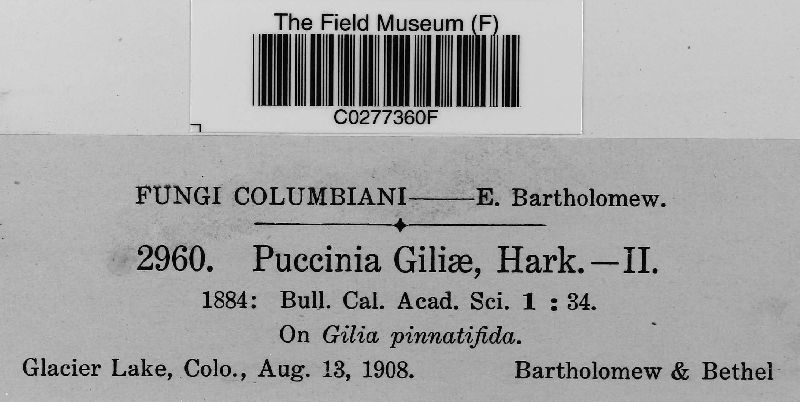 The Field Museum (F)
C0277360F
FUNGI COLUMBIANI——E. Bartholomew.
2960. Puccinia Giliæ, Hark.—II.
1884: Bull. Cal. Acad. Sci. 1 : 34.
On Gilia pinnatifida.
Glacier Lake, Colo., Aug. 13, 1908. Bartholomew & Bethel